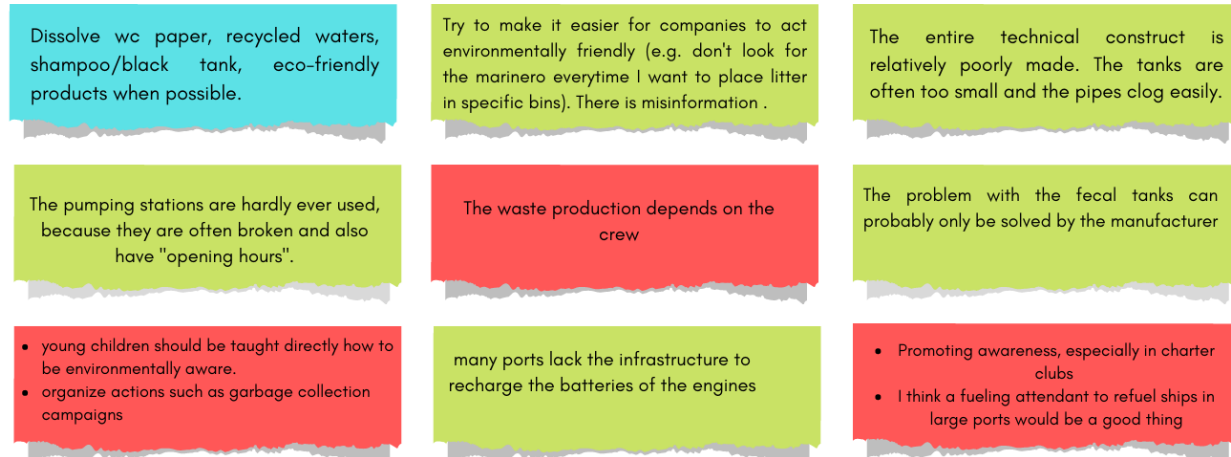 Dissolve wc paper, recycled waters,
shampoo/black tank, eco-friendly
products when possible.
Try to make it easier for companies to act
environmentally friendly (e.g. don't look for
the marinero everytime I want to place litter
in specific bins). There is misinformation .
The entire technical construct is
relatively poorly made. The tanks are
often too small and the pipes clog easily.
The pumping stations are hardly ever used,
because they are often broken and also
have "opening hours".
The waste production depends on the
crew
The problem with the fecal tanks can
probably only be solved by the manufacturer
• young children should be taught directly how to
be environmentally aware.
• organize actions such as garbage collection
campaigns
many ports lack the infrastructure to
recharge the batteries of the engines
• Promoting awareness, especially in charter
clubs
• I think a fueling attendant to refuel ships in
large ports would be a good thing